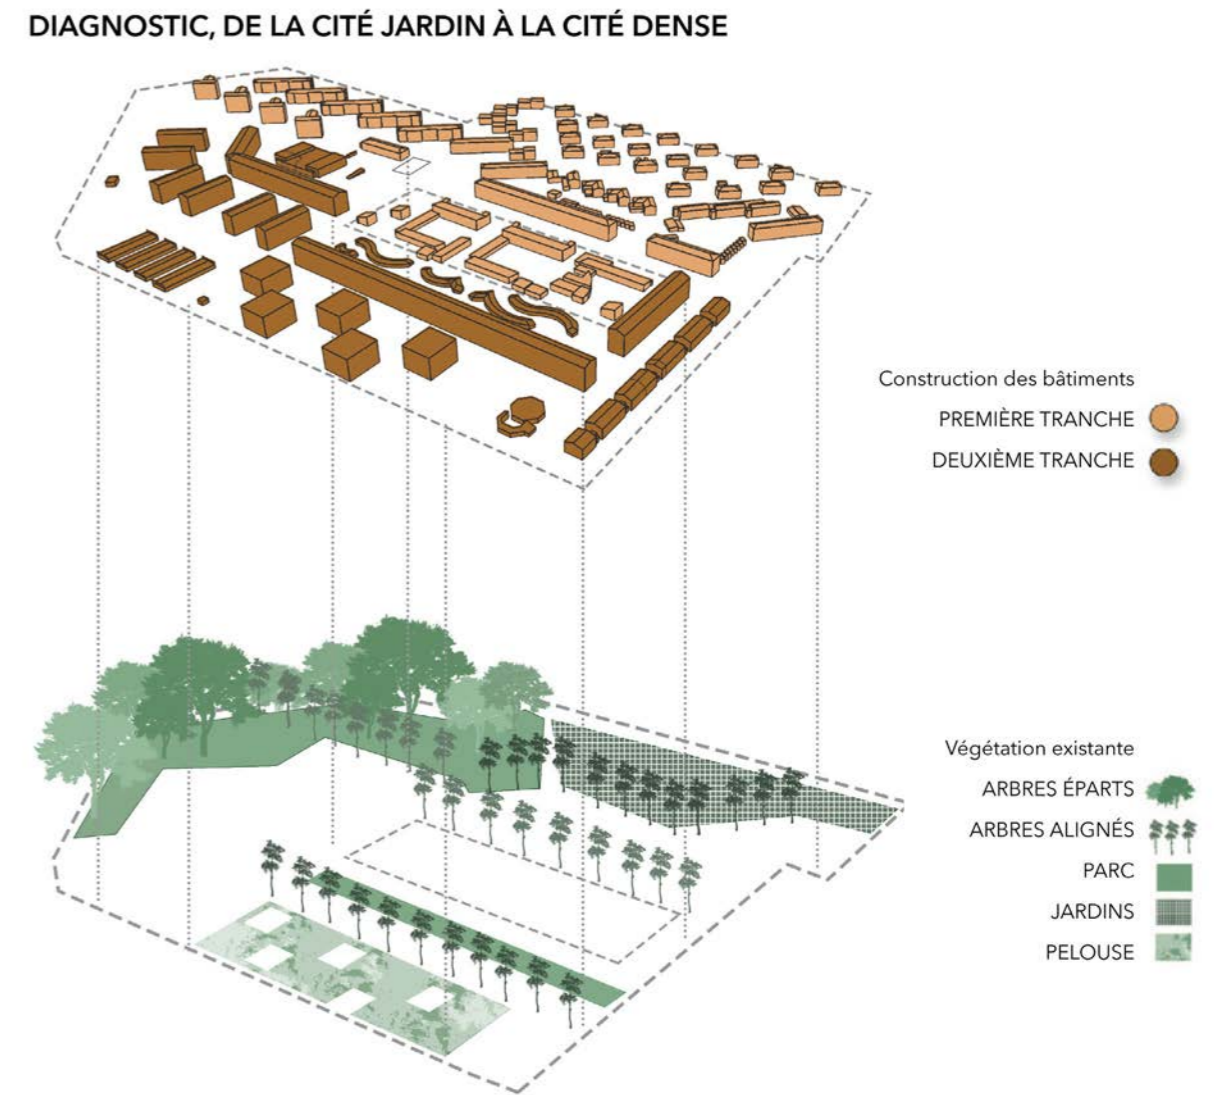 DIAGNOSTIC, DE LA CITÉ JARDIN À LA CITÉ DENSE
Construction des bâtiments
PREMIÈRE TRANCHE
DEUXIÈME TRANCHE
Végétation existante
ARBRES ÉPARTS
ARBRES ALIGNÉS
PARC
JARDINS
PELOUSE